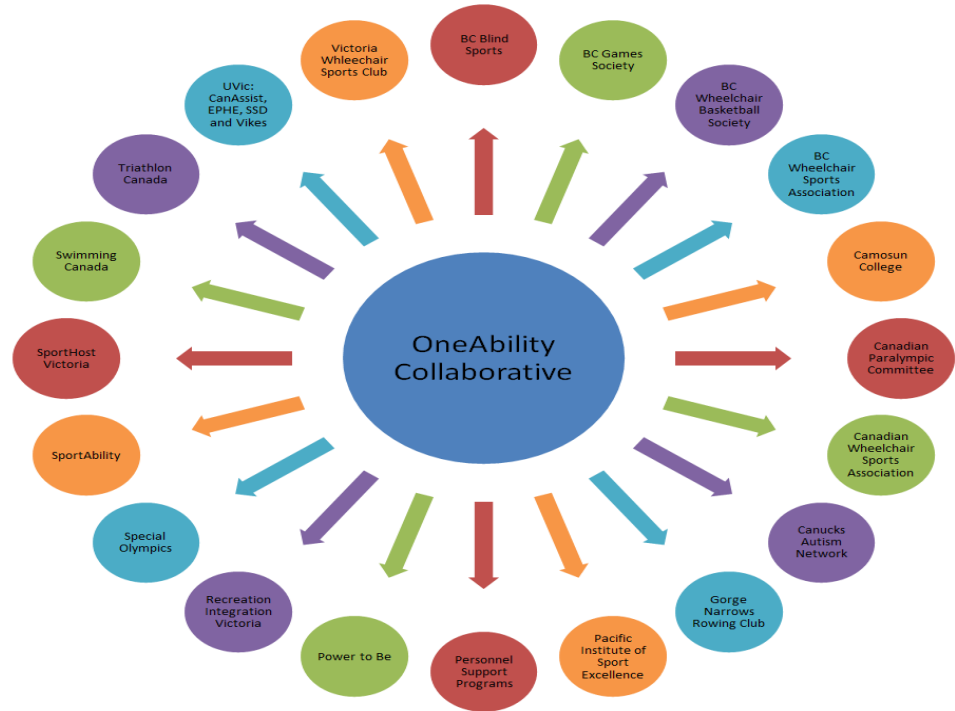 OneAbility
Collaborative
BC Blind
Sports
BC Games
Society
BC
Wheelchair
Basketball
Society
BC
Wheelchair
Sports
Association
Camosun
College
Canadian
Paralympic
Committee
Canadian
Wheelchair
Sports
Association
Canucks
Autism
Network
Gorge
Narrows
Rowing Club
Pacific
Institute of
Sport
Excellence
Personnel
Support
Programs
Power to Be
Recreation
Integration
Victoria
Special
Olympics
SportAbility
SportHost
Victoria
Swimming
Canada
Triathlon
Canada
UVic:
CanAssist,
EPHE, SSD
and Vikes
Victoria
Whleechair
Sports Club